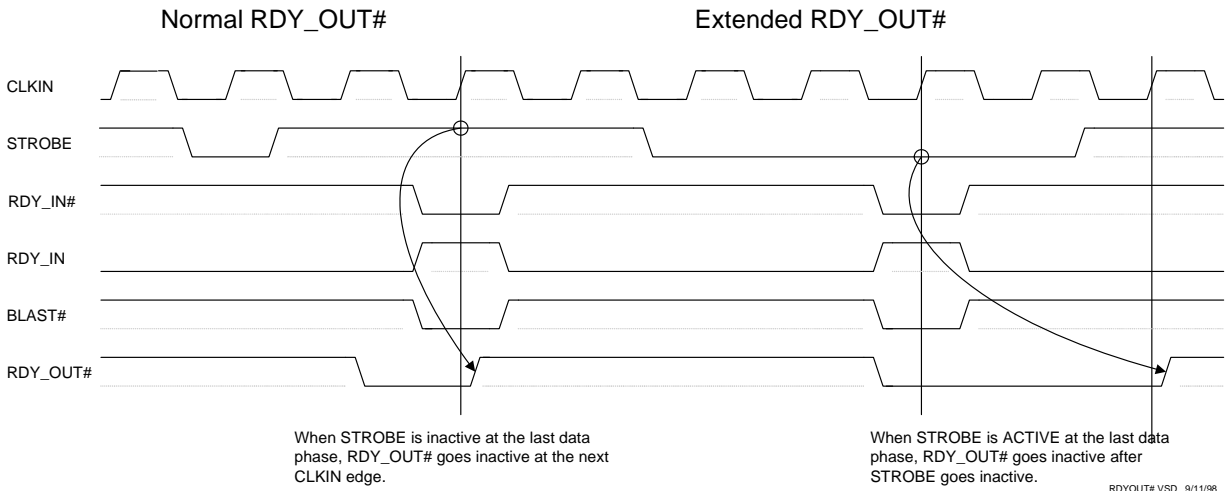 Normal RDY_OUT#
Extended RDY_OUT#
CLKIN
STROBE
RDY_IN#
RDY_IN
BLAST#
RDY_OUT#
When STROBE is inactive at the last data
phase, RDY_OUT# goes inactive at the next
CLKIN edge.
When STROBE is ACTIVE at the last data
phase, RDY_OUT# goes inactive after
STROBE goes inactive.
RDYOUT#.VSD 9/11/98